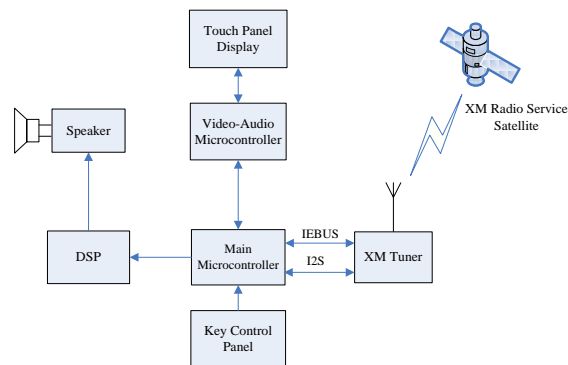 Touch Panel
Display
Speaker
Video-Audio
Microcontroller
XM Radio Service
Satellite
DSP
Main
Microcontroller
IEBUS
I2S
XM Tuner
Key Control
Panel